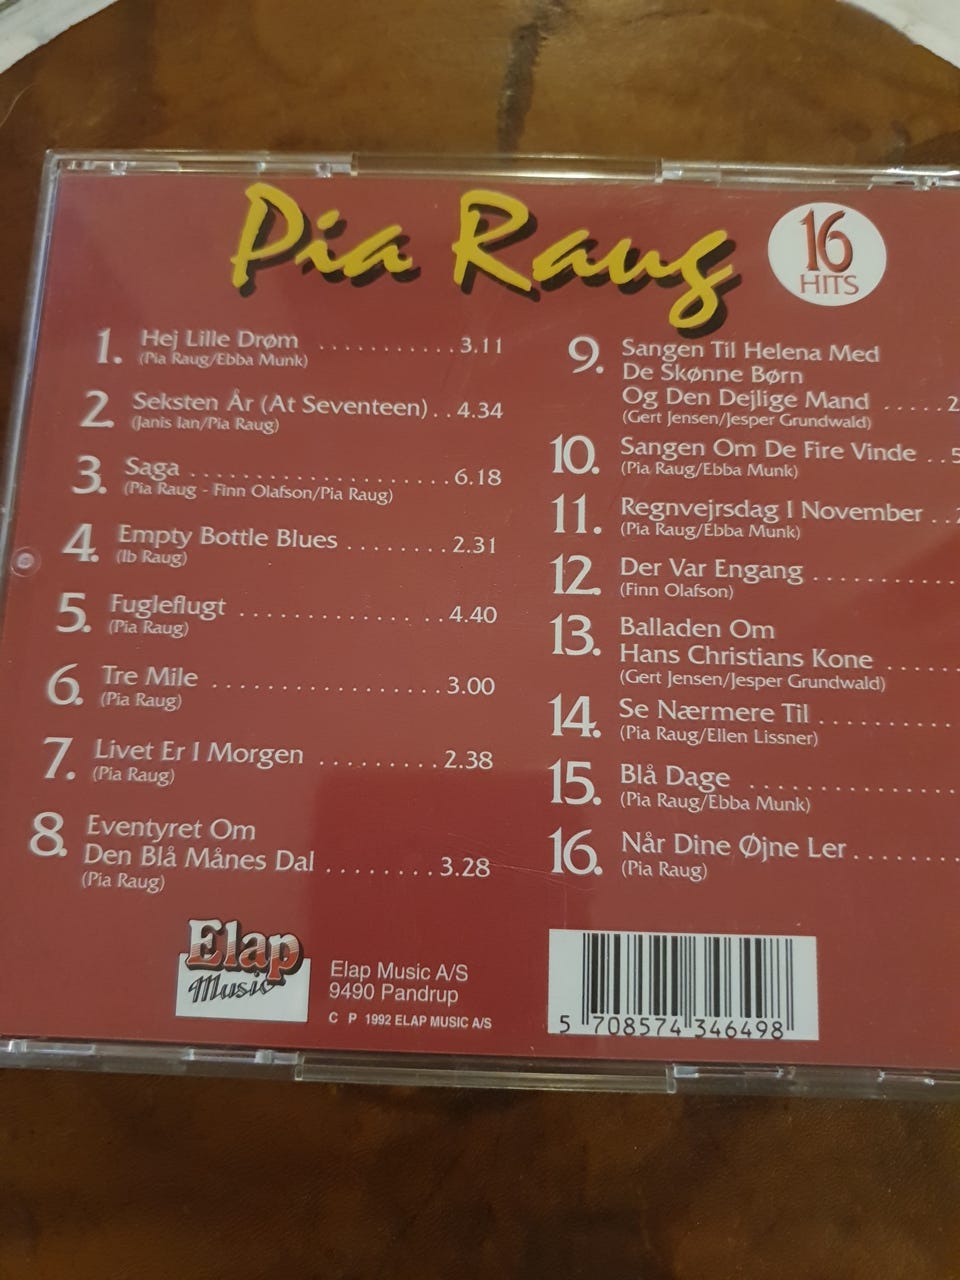 Pia Raug
16
HITS
1. Hej Lille Drøm ............3.11
(Pia Raug/Ebba Munk)
2. Seksten År (At Seventeen)..4.34
(Janis Ian/Pia Raug)
3. Saga ...................6.18
(Pia Raug - Finn Olafson/Pia Raug)
4. Empty Bottle Blues ........2.31
(Ib Raug)
5. Fugleflugt ..............4.40
(Pia Raug)
6. Tre Mile .................3.00
(Pia Raug)
7. Livet Er I Morgen .........2.38
(Pia Raug)
8. Eventyret Om
Den Blå Månes Dal ........3.28
(Pia Raug)
9. Sangen Til Helena Med
De Skønne Børn
Og Den Dejlige Mand .....2
(Gert Jensen/Jesper Grundwald)
10. Sangen Om De Fire Vinde ..5
(Pia Raug/Ebba Munk)
11. Regnvejrsdag I November ..
(Pia Raug/Ebba Munk)
12. Der Var Engang ...........
(Finn Olafson)
13. Balladen Om
Hans Christians Kone ......
(Gert Jensen/Jesper Grundwald)
14. Se Nærmere Til ...........
(Pia Raug/Ellen Lissner)
15. Blå Dage .................
(Pia Raug/Ebba Munk)
16. Når Dine Øjne Ler ........
(Pia Raug)
Elap
Music
Elap Music A/S
9490 Pandrup
C P 1992 ELAP MUSIC A/S
5 708574 346498